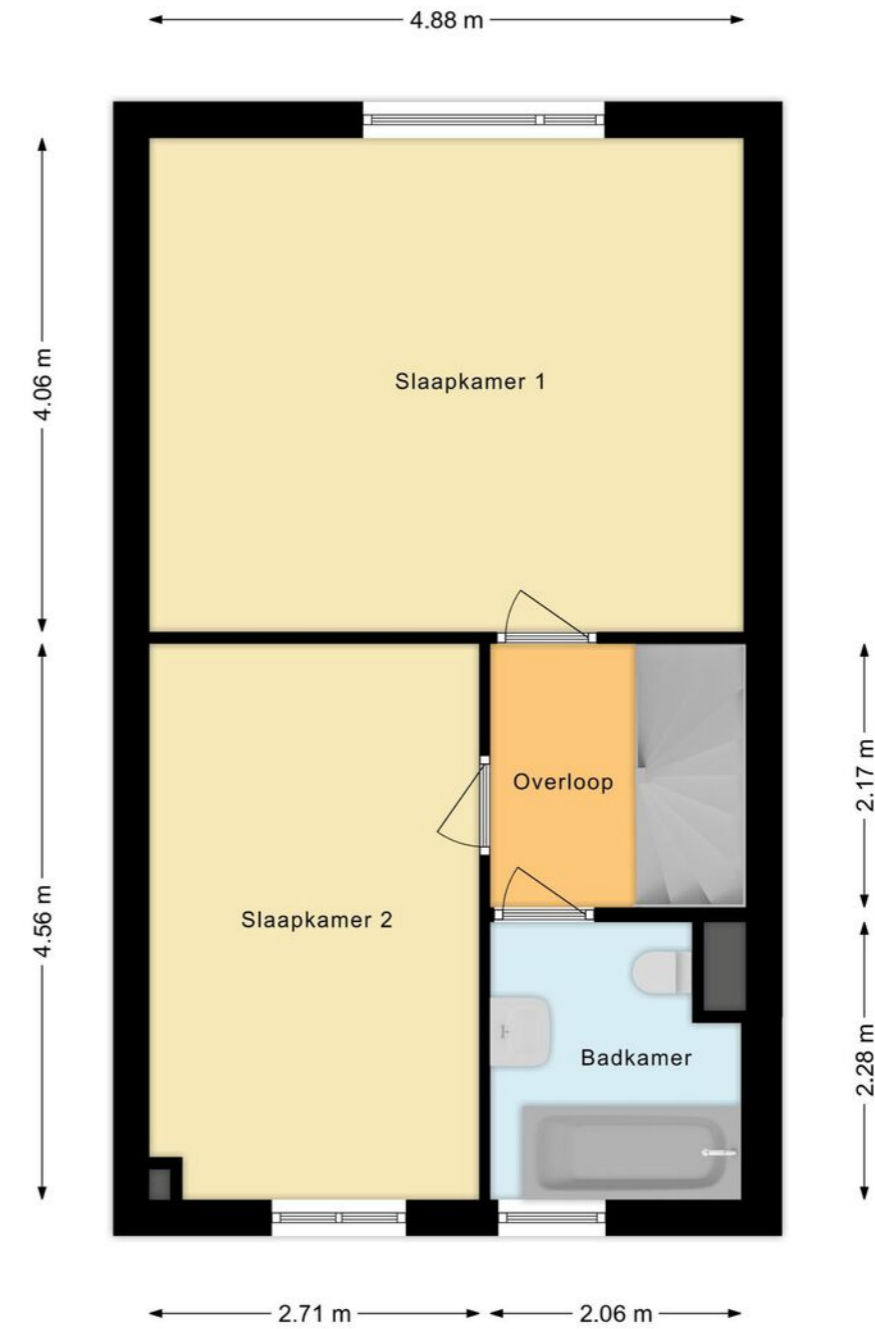 4.88 m
4.06 m
Slaapkamer 1
Overloop
2.17 m
Slaapkamer 2
4.56 m
Badkamer
2.28 m
2.71 m
2.06 m